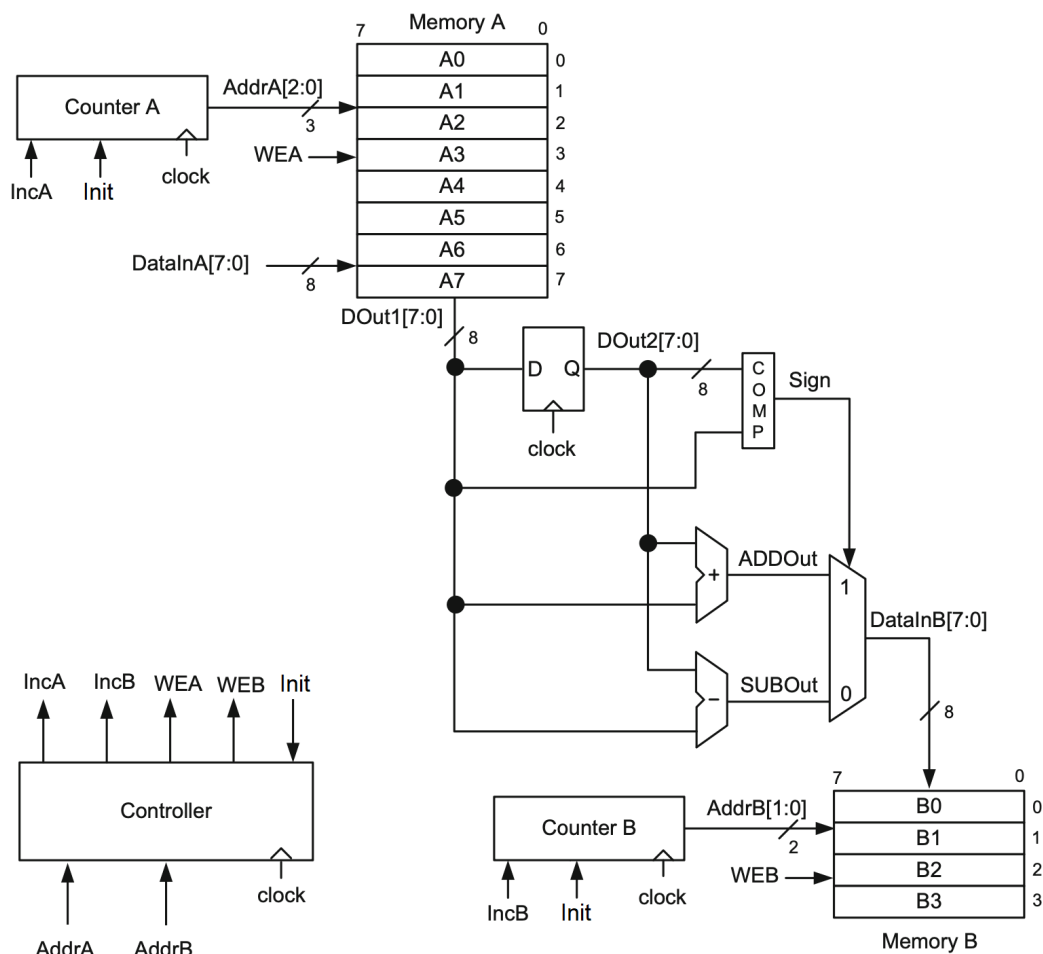 Memory A
7 0
A0 0
A1 1
A2 2
A3 3
A4 4
A5 5
A6 6
A7 7
Counter A
AddrA[2:0]
3
WEA
IncA Init clock
DataInA[7:0]
8
DOut1[7:0]
8
D Q
clock
DOut2[7:0]
8
C
O
M
P
Sign
+
ADDOut
1
DataInB[7:0]
-
SUBOut
0
8
IncA IncB WEA WEB Init
Controller
clock
AddrA AddrB
Counter B
AddrB[1:0]
2
WEB
IncB Init clock
7 0
B0 0
B1 1
B2 2
B3 3
Memory B